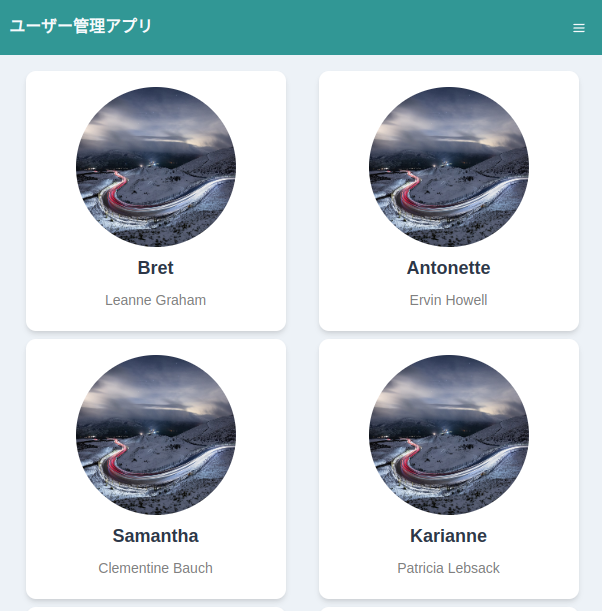 ユーザー管理アプリ
Bret
Leanne Graham
Antonette
Ervin Howell
Samantha
Clementine Bauch
Karianne
Patricia Lebsack